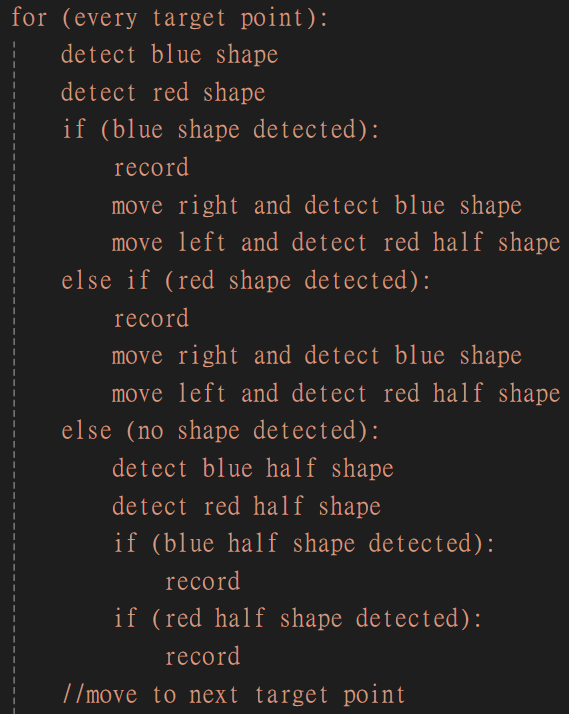 for (every target point):
    detect blue shape
    detect red shape
    if (blue shape detected):
        record
        move right and detect blue shape
        move left and detect red half shape
    else if (red shape detected):
        record
        move right and detect blue shape
        move left and detect red half shape
    else (no shape detected):
        detect blue half shape
        detect red half shape
        if (blue half shape detected):
            record
        if (red half shape detected):
            record
    //move to next target point